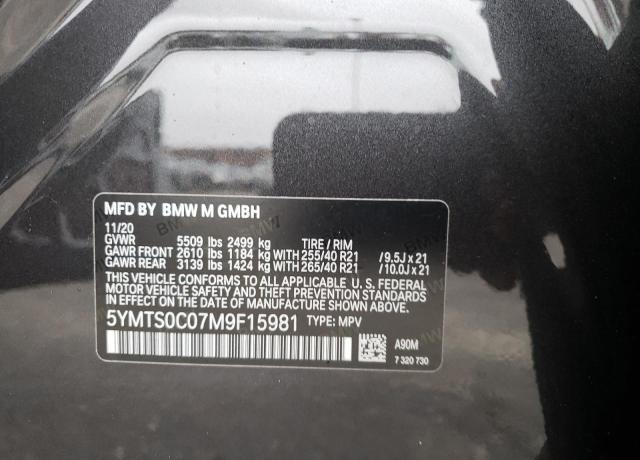 MFD BY BMW M GMBH
11/20
GVWR 5509 lbs 2499 kg TIRE / RIM
GAWR FRONT 2610 lbs 1184 kg WITH 255/40 R21 / 9.5J x 21
GAWR REAR 3139 lbs 1424 kg WITH 265/40 R21 / 10.0J x 21
THIS VEHICLE CONFORMS TO ALL APPLICABLE U. S. FEDERAL
MOTOR VEHICLE SAFETY AND THEFT PREVENTION STANDARDS
IN EFFECT ON THE DATE OF MANUFACTURE SHOWN ABOVE.
5YMTS0C07M9F15981 TYPE: MPV
A90M
7 320 730